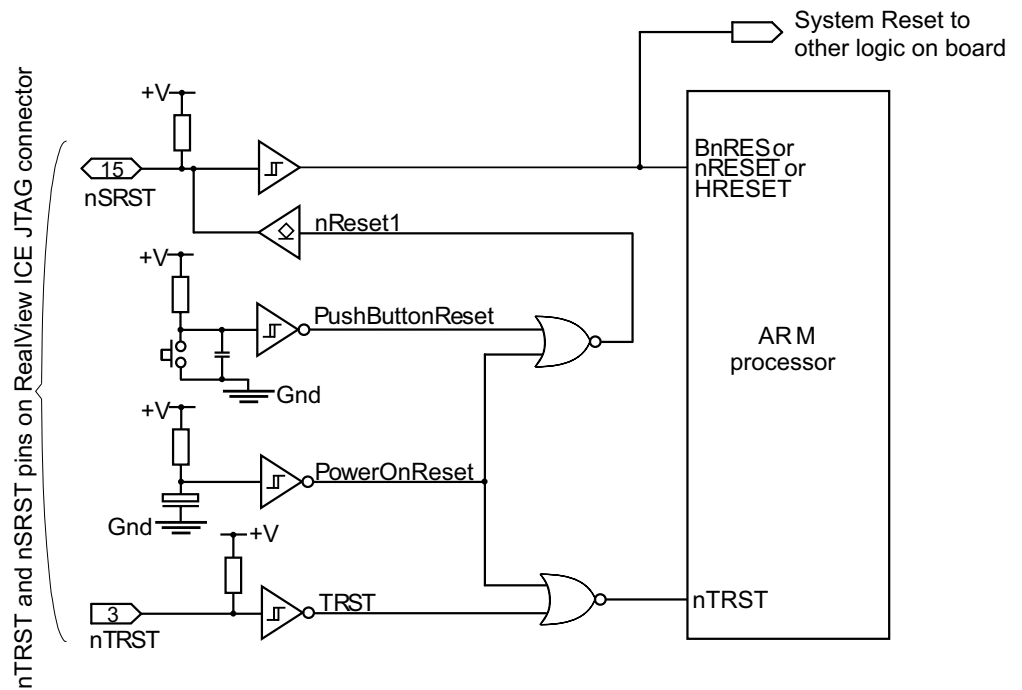 System Reset to
other logic on board
nTRST and nSRST pins on RealView ICE JTAG connector
+V
15
nSRST
BnRES or
nRESET or
HRESET
nReset1
+V
PushButtonReset
Gnd
ARM
processor
+V
PowerOnReset
Gnd
+V
TRST
3
nTRST
nTRST